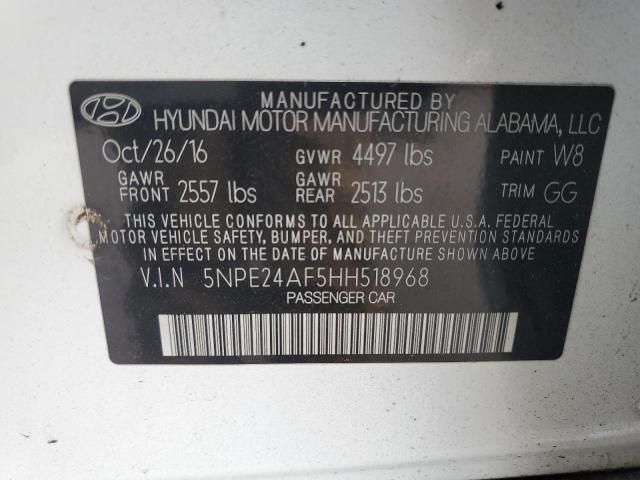 MANUFACTURED BY
HYUNDAI MOTOR MANUFACTURING ALABAMA, LLC
Oct/26/16 GVWR 4497 lbs PAINT W8
GAWR FRONT 2557 lbs GAWR REAR 2513 lbs TRIM GG
THIS VEHICLE CONFORMS TO ALL APPLICABLE U.S.A. FEDERAL
MOTOR VEHICLE SAFETY, BUMPER, AND THEFT PREVENTION STANDARDS
IN EFFECT ON THE DATE OF MANUFACTURE SHOWN ABOVE.
V.I.N 5NPE24AF5HH518968
PASSENGER CAR